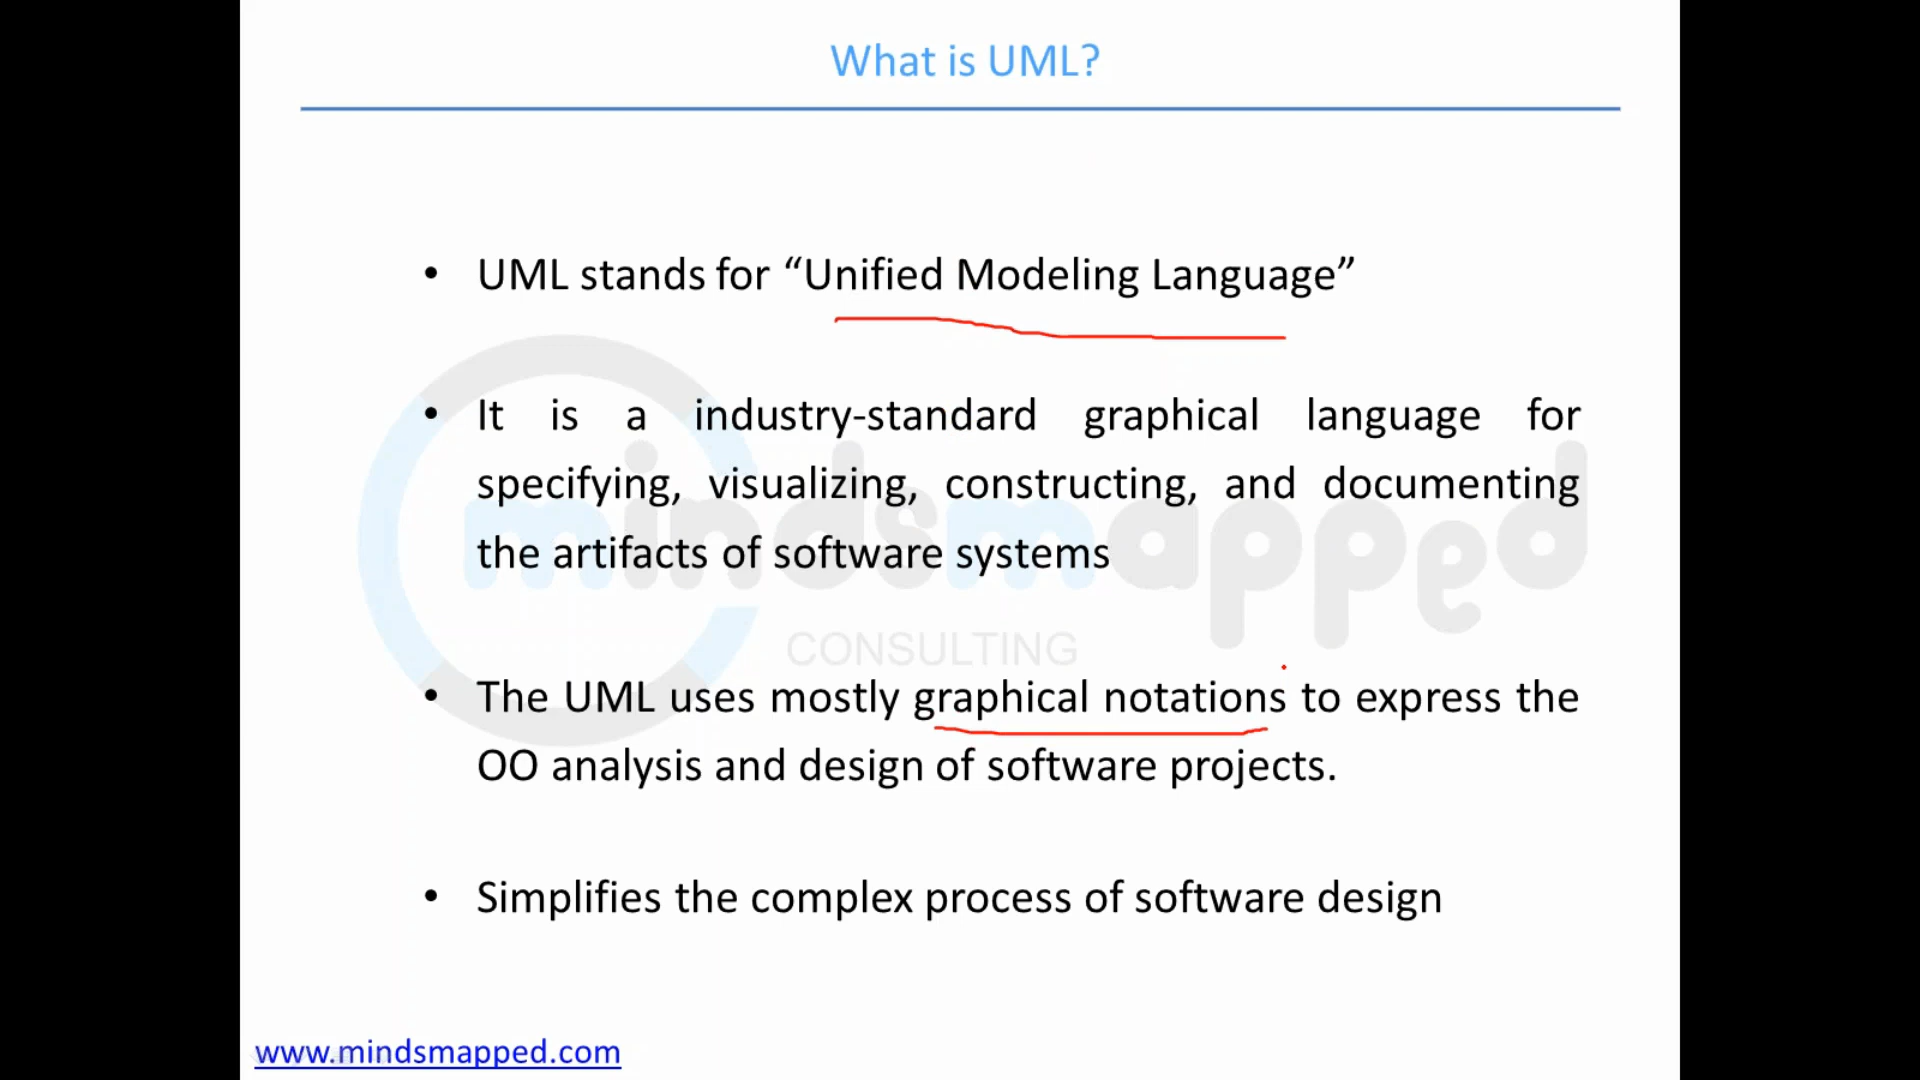 What is UML?
• UML stands for “Unified Modeling Language”
• It is a industry-standard graphical language for
specifying, visualizing, constructing, and documenting
the artifacts of software systems
mindsmapped
CONSULTING
• The UML uses mostly graphical notations to express the
OO analysis and design of software projects.
• Simplifies the complex process of software design
www.mindsmapped.com